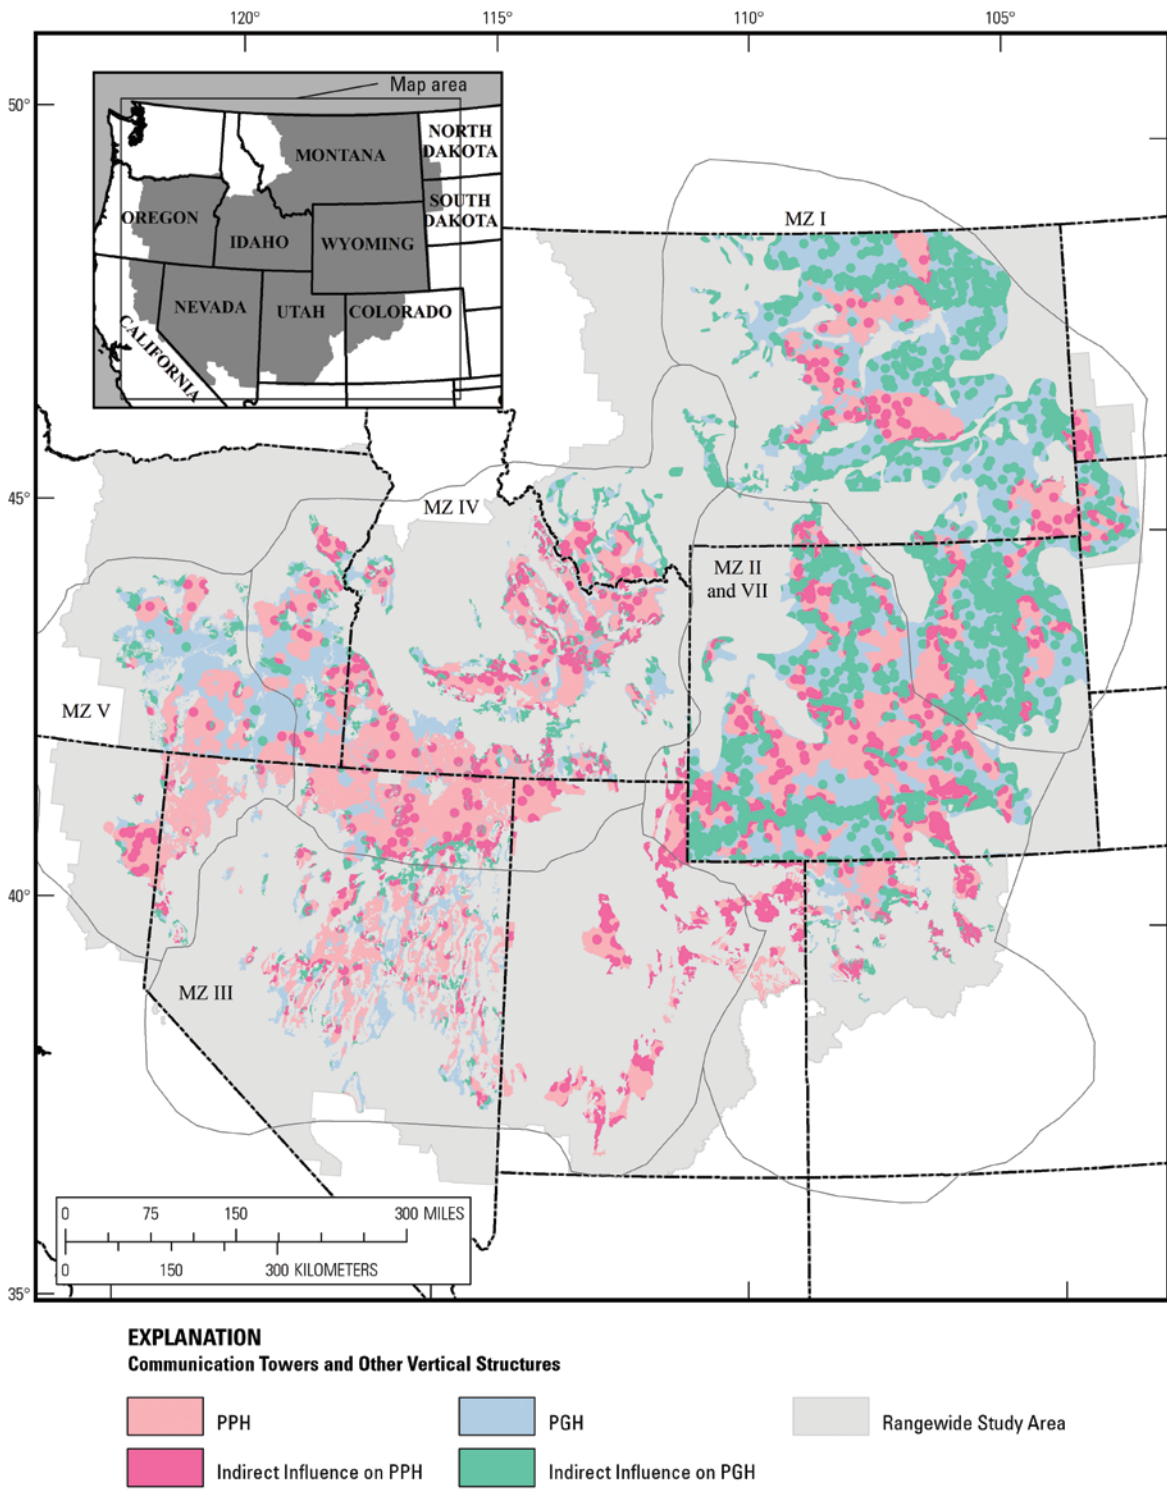 120°
115°
110°
105°
50°
Map area
NORTH
DAKOTA
MONTANA
SOUTH
DAKOTA
OREGON
IDAHO
WYOMING
NEVADA
UTAH
COLORADO
CALIFORNIA
MZ I
45°
MZ IV
MZ II
and VII
MZ V
40°
MZ III
0 75 150 300 MILES
0 150 300 KILOMETERS
35°
EXPLANATION
Communication Towers and Other Vertical Structures
PPH
PGH
Rangewide Study Area
Indirect Influence on PPH
Indirect Influence on PGH